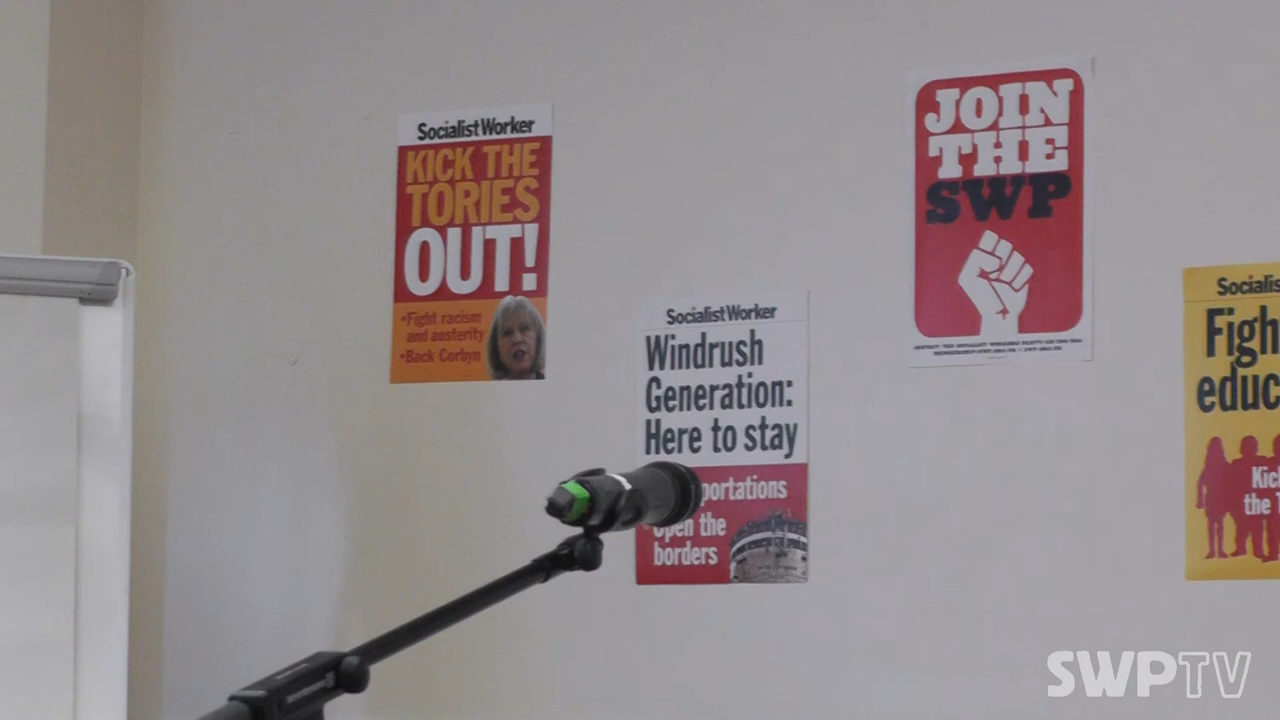 Socialist Worker
KICK THE
TORIES
OUT!
•Fight racism
and austerity
•Back Corbyn
Socialist Worker
Windrush
Generation:
Here to stay
portations
Open the
borders
JOIN
THE
SWP
Socialis
Figh
educ
Kic
the
SWPTV